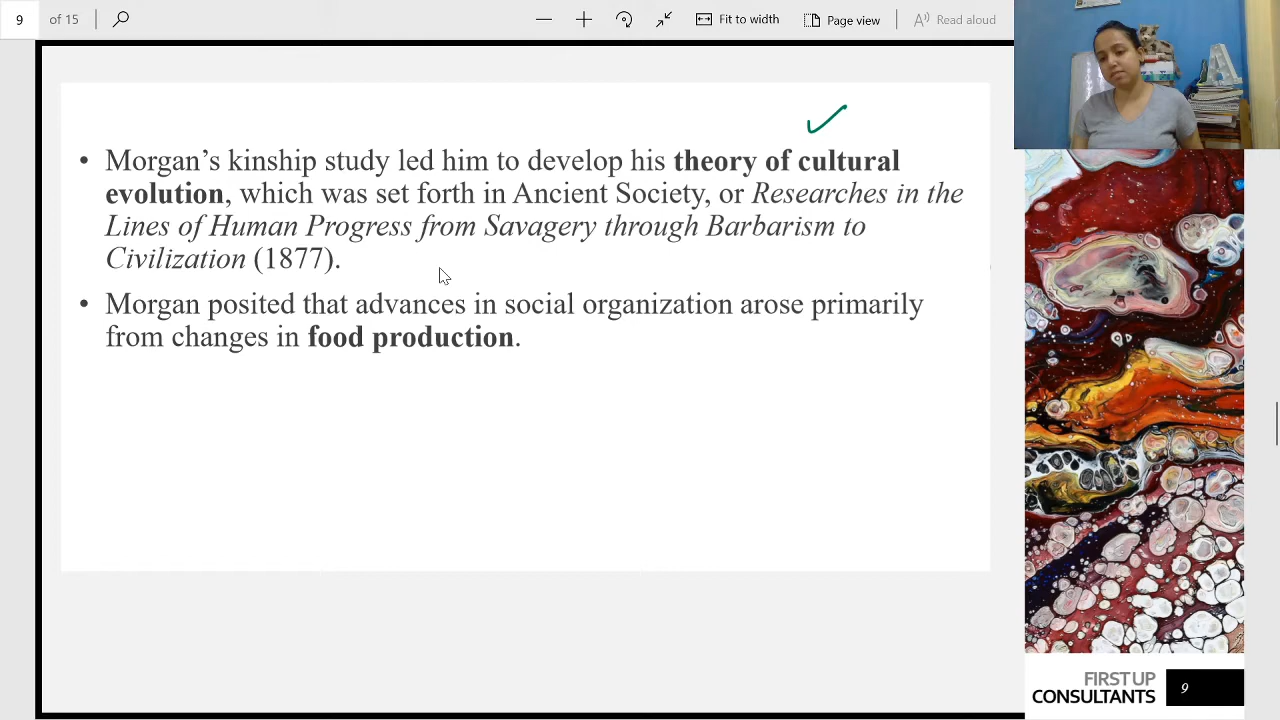 9 of 15
Fit to width
Page view
Read aloud
• Morgan’s kinship study led him to develop his theory of cultural
evolution, which was set forth in Ancient Society, or Researches in the
Lines of Human Progress from Savagery through Barbarism to
Civilization (1877).
• Morgan posited that advances in social organization arose primarily
from changes in food production.
FIRST UP
CONSULTANTS
9